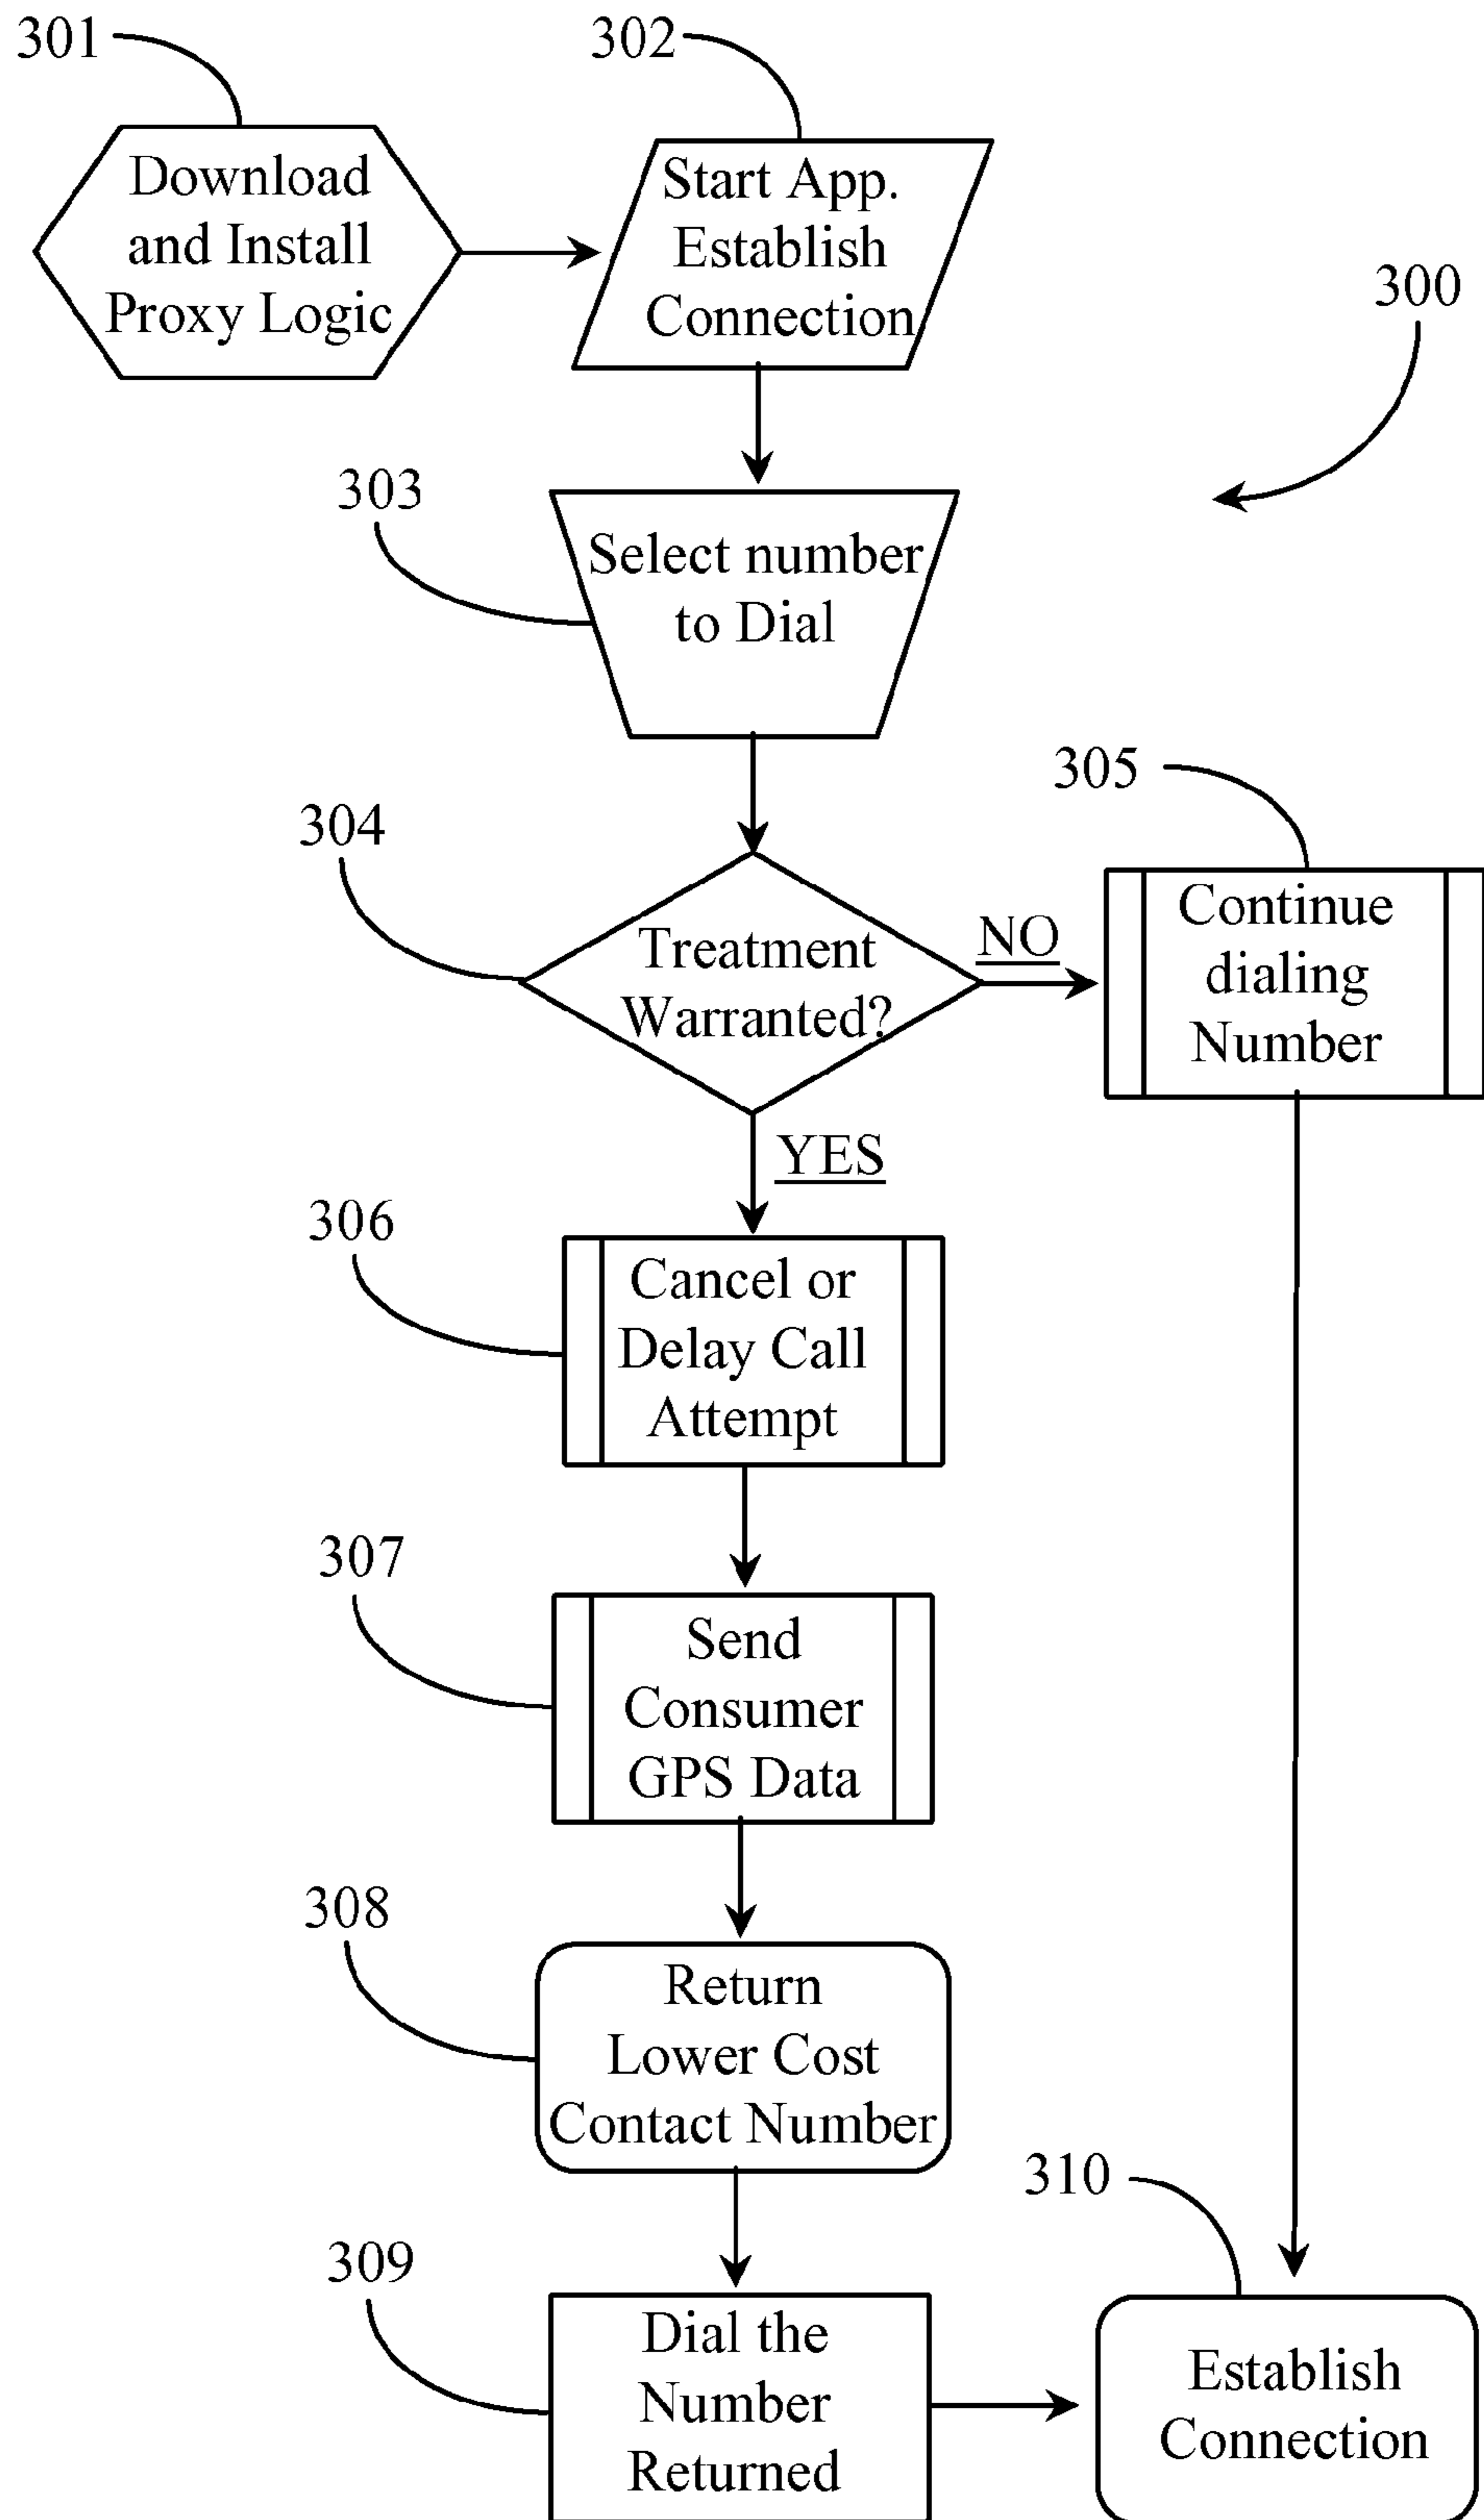 301
Download
and Install
Proxy Logic
302
Start App.
Establish
Connection
300
303
Select number
to Dial
304
Treatment
Warranted?
NO
305
Continue
dialing
Number
YES
306
Cancel or
Delay Call
Attempt
307
Send
Consumer
GPS Data
308
Return
Lower Cost
Contact Number
309
Dial the
Number
Returned
310
Establish
Connection